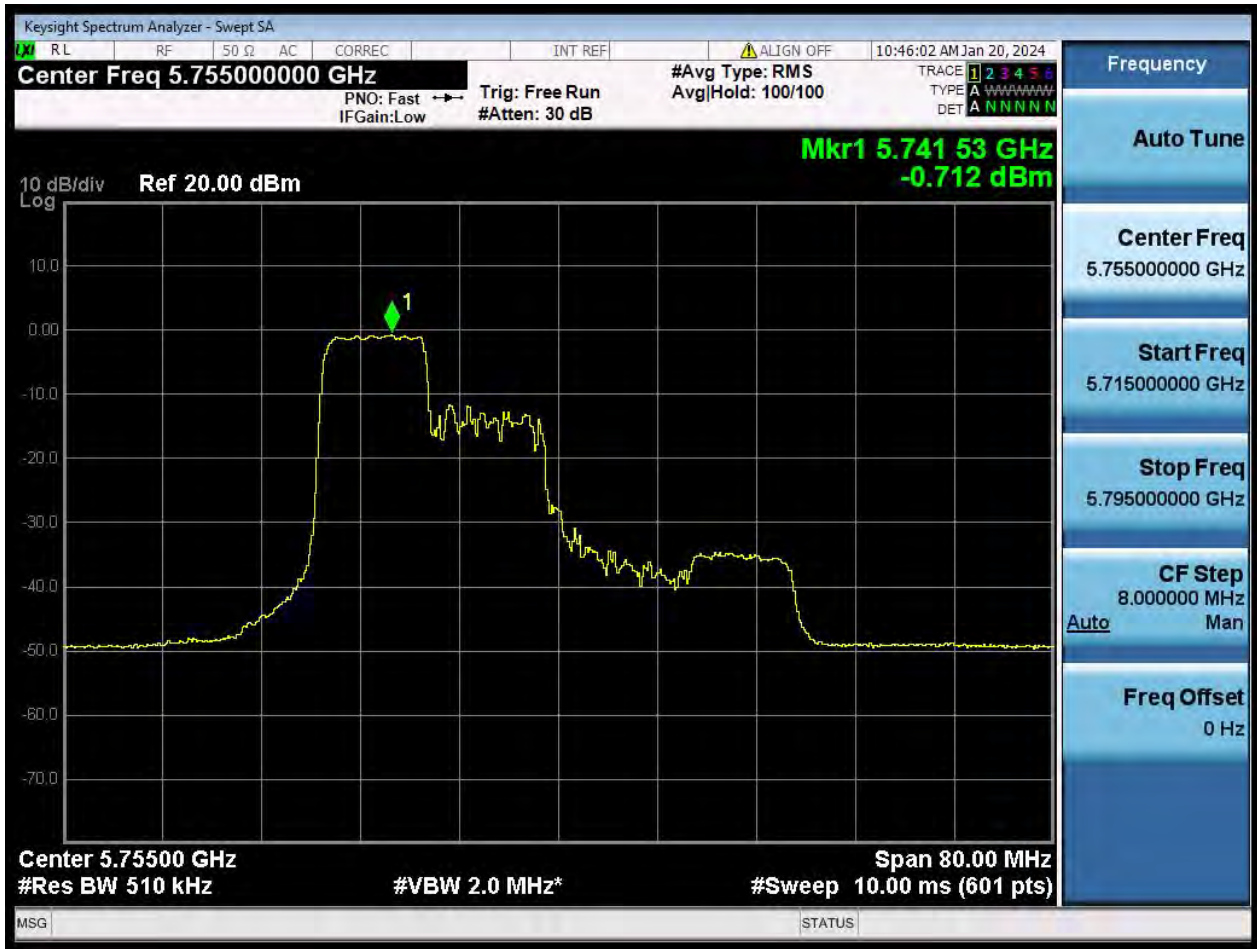 Keysight Spectrum Analyzer - Swept SA
LXI RL RF 50 Ω AC CORREC INT REF ALIGN OFF 10:46:02 AM Jan 20, 2024
Center Freq 5.755000000 GHz
PNO: Fast
IFGain:Low
Trig: Free Run
#Atten: 30 dB
#Avg Type: RMS
Avg|Hold: 100/100
TRACE 1 2 3 4 5 6
TYPE A WWWWW
DET A N N N N N
Mkr1 5.741 53 GHz
-0.712 dBm
10 dB/div Ref 20.00 dBm
Log
10.0
0.00
-10.0
-20.0
-30.0
-40.0
-50.0
-60.0
-70.0
1
Center 5.75500 GHz
Span 80.00 MHz
#Res BW 510 kHz
#VBW 2.0 MHz*
#Sweep 10.00 ms (601 pts)
MSG
STATUS
Frequency
Auto Tune
Center Freq
5.755000000 GHz
Start Freq
5.715000000 GHz
Stop Freq
5.795000000 GHz
CF Step
8.000000 MHz
Auto Man
Freq Offset
0 Hz